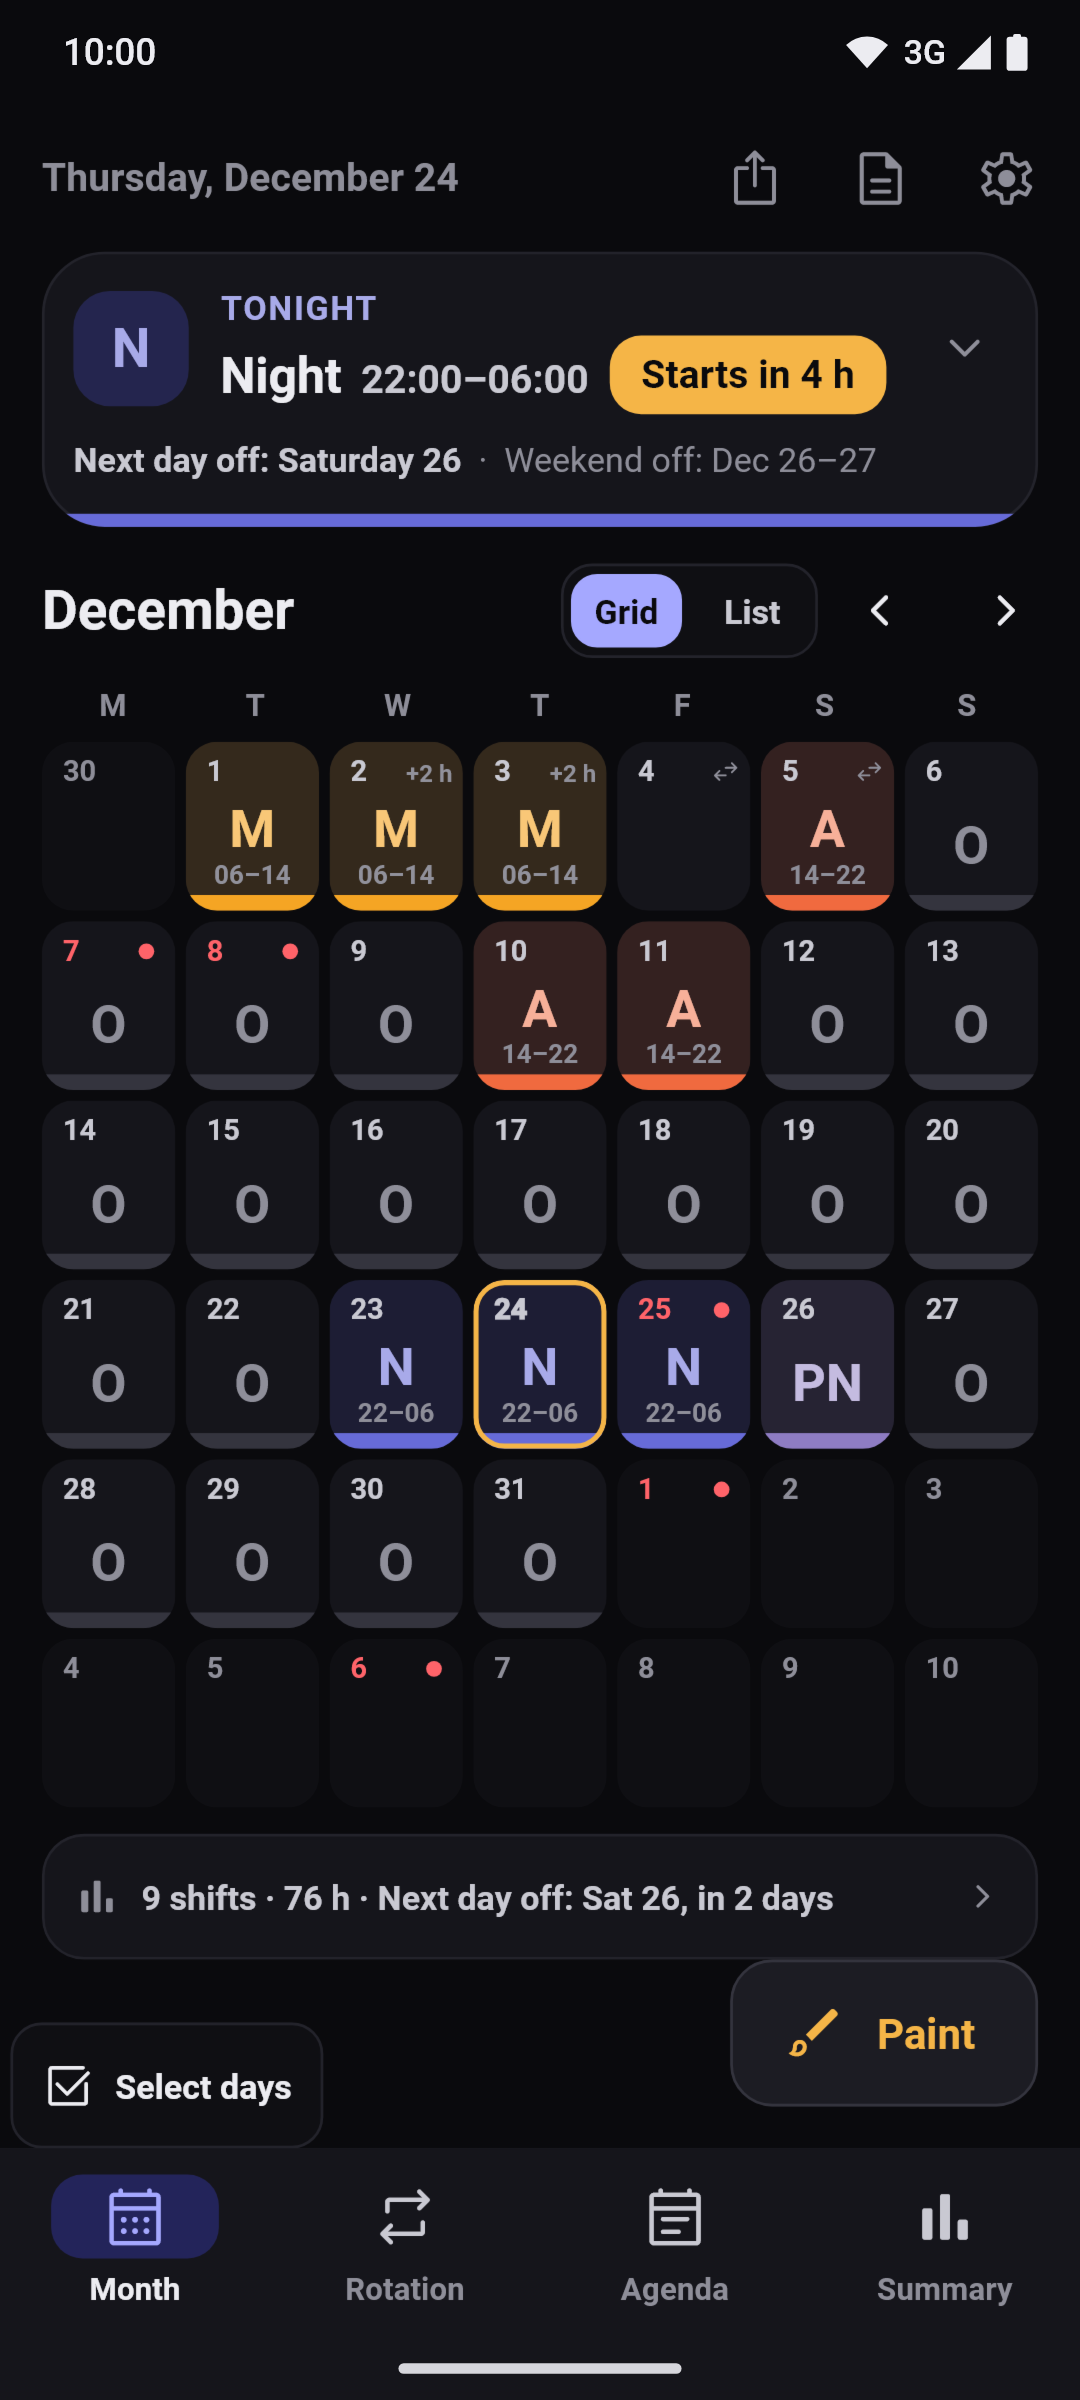 10:00
3G
Thursday, December 24
N
TONIGHT
Night 22:00–06:00 Starts in 4 h
Next day off: Saturday 26 · Weekend off: Dec 26–27
December
Grid List
M T W T F S S
30 1 2 +2 h 3 +2 h 4 5 6
M M M A O
06–14 06–14 06–14 14–22
7 8 9 10 11 12 13
O O O A A O O
14–22 14–22
14 15 16 17 18 19 20
O O O O O O O
21 22 23 24 25 26 27
O O N N N PN O
22–06 22–06 22–06
28 29 30 31 1 2 3
O O O O
4 5 6 7 8 9 10
9 shifts · 76 h · Next day off: Sat 26, in 2 days
Paint
Select days
Month Rotation Agenda Summary